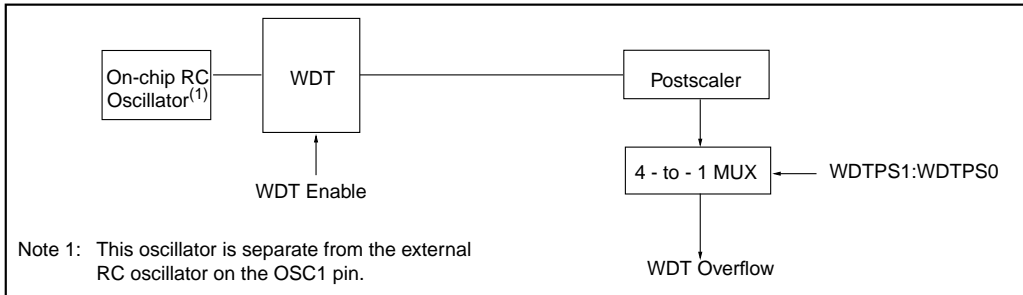 On-chip RC
Oscillator(1)
WDT
Postscaler
WDT Enable
4 - to - 1 MUX
WDTPS1:WDTPS0
WDT Overflow
Note 1: This oscillator is separate from the external
RC oscillator on the OSC1 pin.